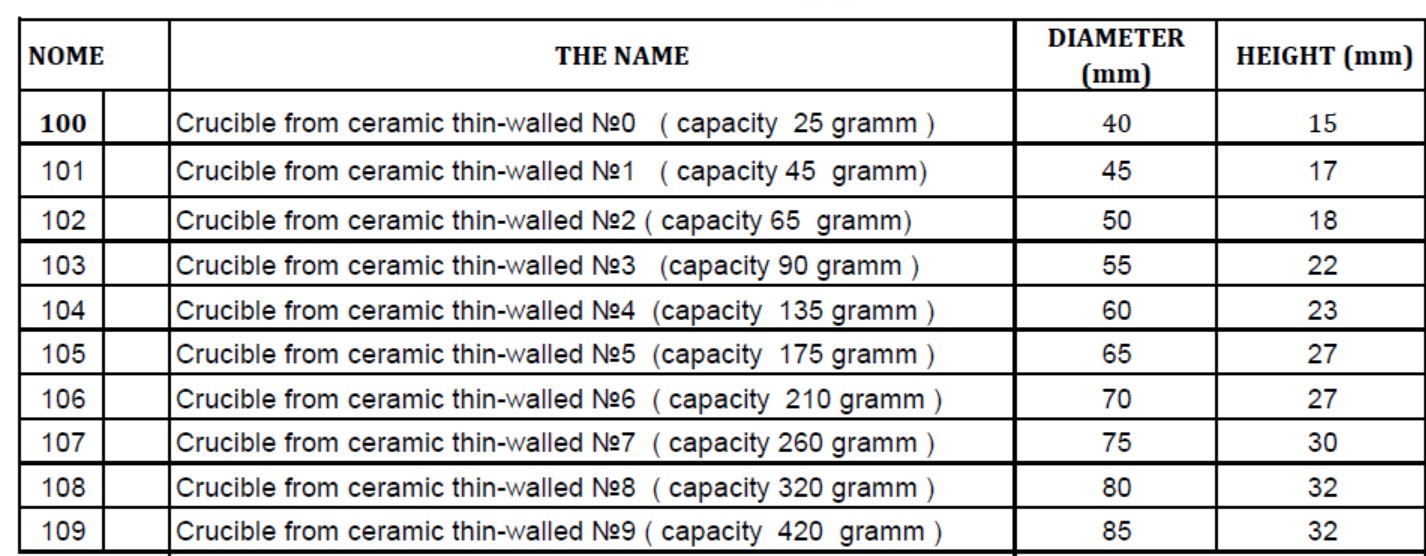 NOME THE NAME DIAMETER (mm) HEIGHT (mm)
100 Crucible from ceramic thin-walled №0 ( capacity 25 gramm ) 40 15
101 Crucible from ceramic thin-walled №1 ( capacity 45 gramm) 45 17
102 Crucible from ceramic thin-walled №2 ( capacity 65 gramm) 50 18
103 Crucible from ceramic thin-walled №3 (capacity 90 gramm ) 55 22
104 Crucible from ceramic thin-walled №4 (capacity 135 gramm ) 60 23
105 Crucible from ceramic thin-walled №5 (capacity 175 gramm ) 65 27
106 Crucible from ceramic thin-walled №6 ( capacity 210 gramm ) 70 27
107 Crucible from ceramic thin-walled №7 ( capacity 260 gramm ) 75 30
108 Crucible from ceramic thin-walled №8 ( capacity 320 gramm ) 80 32
109 Crucible from ceramic thin-walled №9 ( capacity 420 gramm ) 85 32